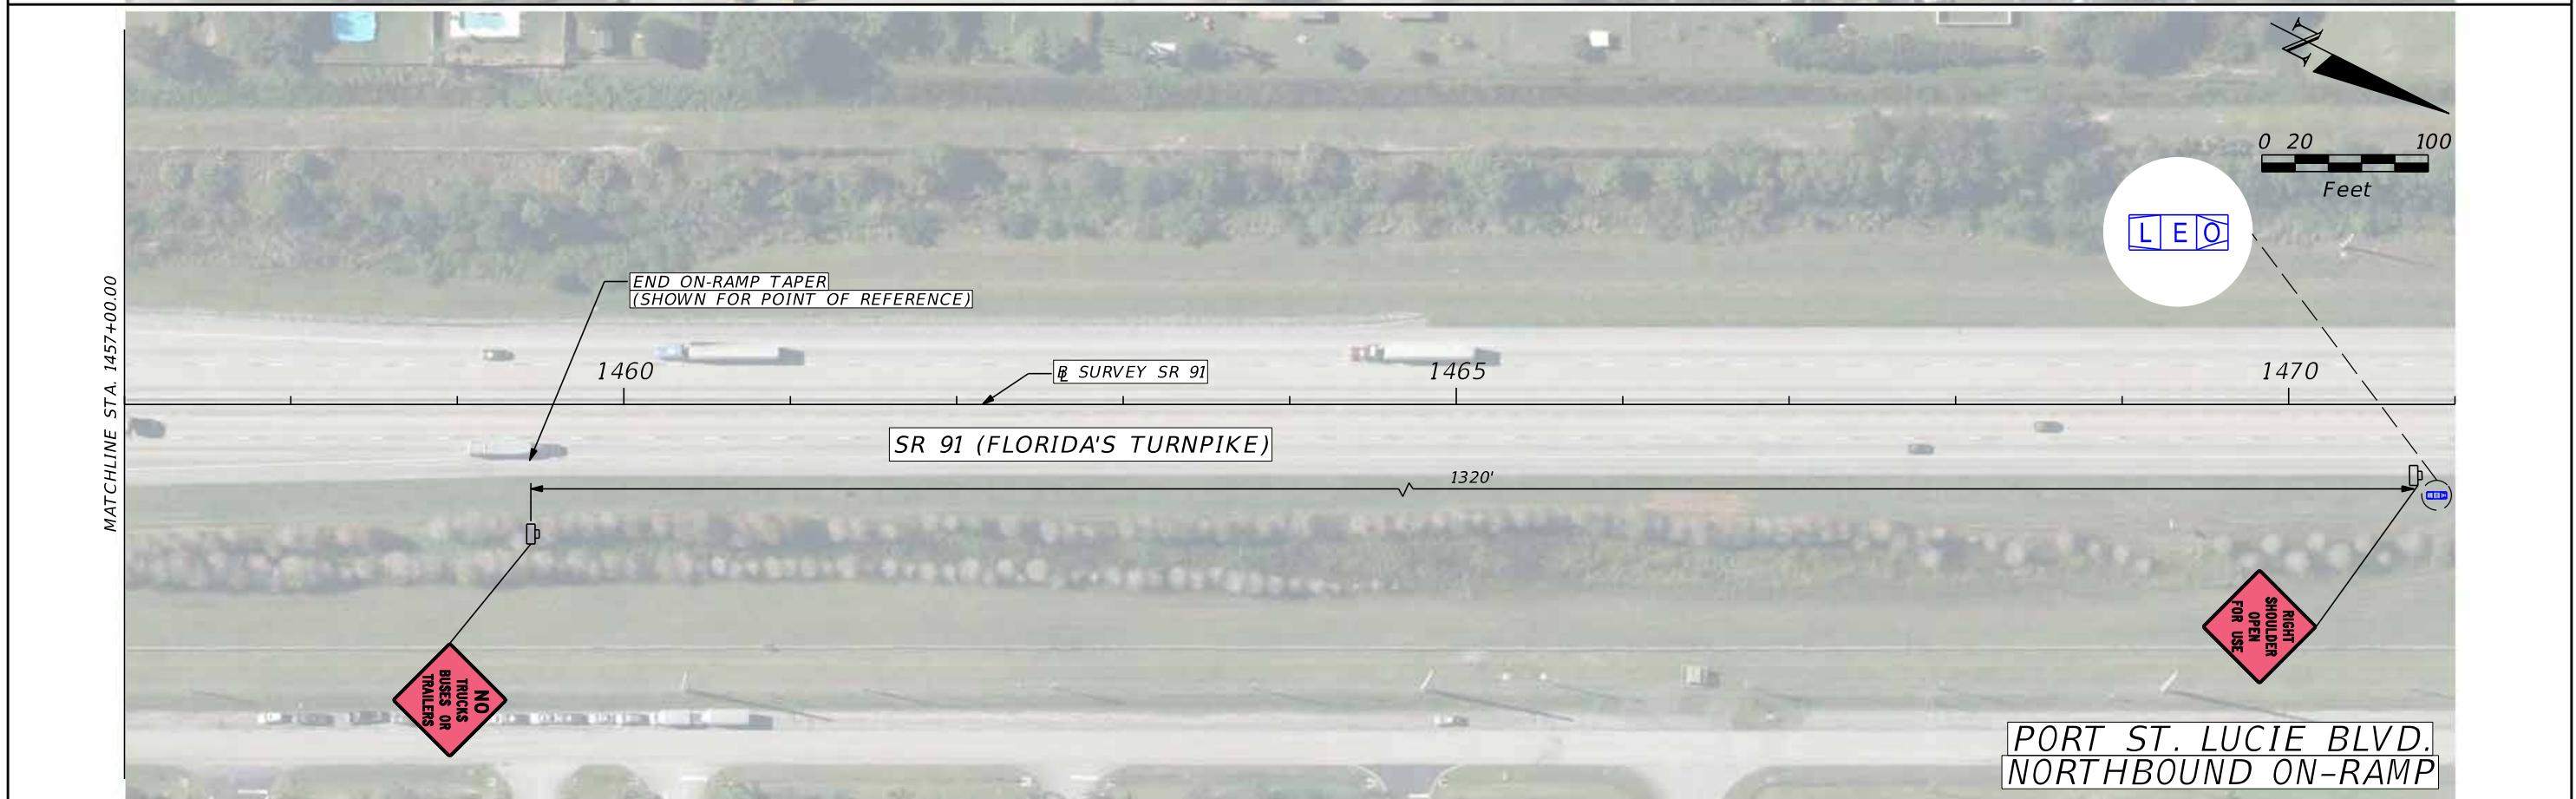 N
0 20 100
Feet
LEO
MATCHLINE STA. 1457+00.00
END ON-RAMP TAPER
(SHOWN FOR POINT OF REFERENCE)
1460
1465
1470
BL SURVEY SR 91
SR 91 (FLORIDA'S TURNPIKE)
1320'
NO
TRUCKS
BUSES OR
TRAILERS
RIGHT
SHOULDER
OPEN
FOR USE
PORT ST. LUCIE BLVD.
NORTHBOUND ON-RAMP